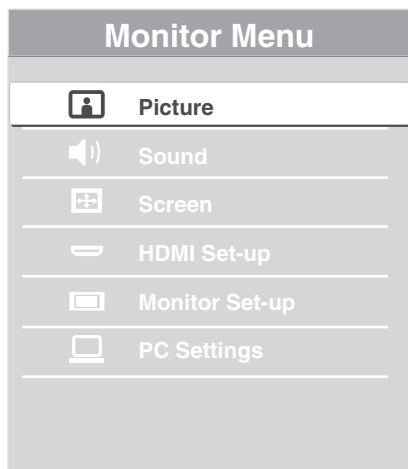 Monitor Menu
Picture
Sound
Screen
HDMI Set-up
Monitor Set-up
PC Settings